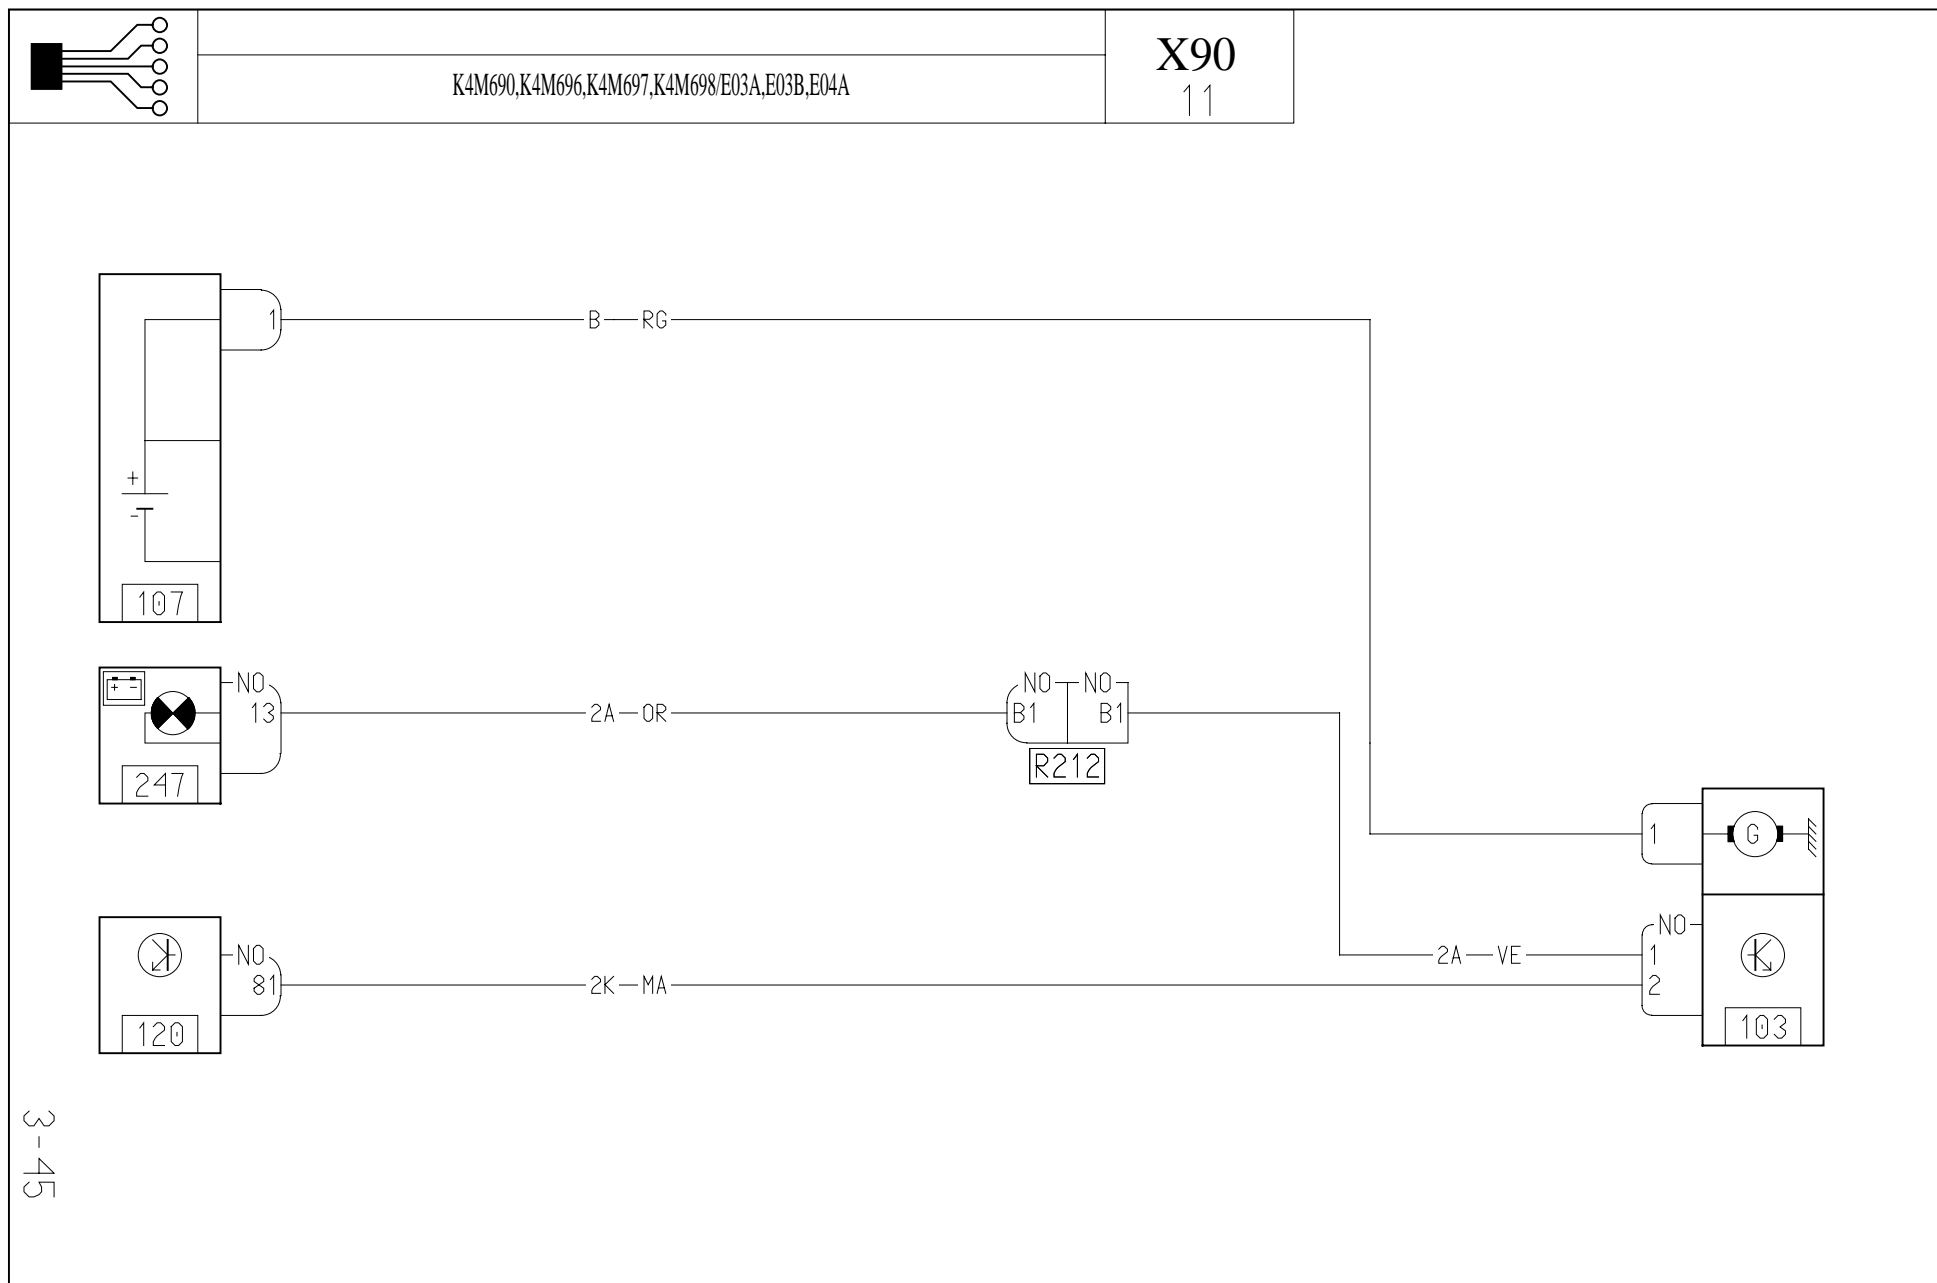 K4M690,K4M696,K4M697,K4M698/E03A,E03B,E04A
X90
11
1
B RG
+
-
107
+ -
NO
13
2A OR
NO NO
B1 B1
R212
247
1
G
NO
81
2K MA
120
2A VE
NO
1
2
103
3-45